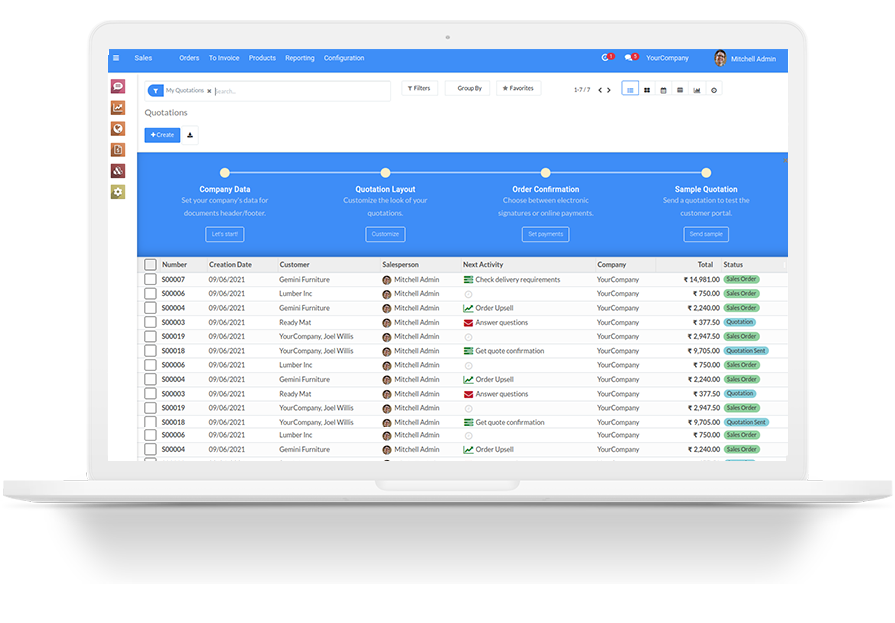 Sales Orders To Invoice Products Reporting Configuration 1 5 YourCompany Mitchell Admin
My Quotations × Search... Filters Group By Favorites 1-7 / 7
Quotations
+ Create
Company Data Quotation Layout Order Confirmation Sample Quotation
Set your company's data for Customize the look of your Choose between electronic Send a quotation to test the
documents header/footer. quotations. signatures or online payments. customer portal.
Let's start! Customize Set payments Send sample
Number Creation Date Customer Salesperson Next Activity Company Total Status
S00007 09/06/2021 Gemini Furniture Mitchell Admin Check delivery requirements YourCompany ₹ 14,981.00 Sales Order
S00006 09/06/2021 Lumber Inc Mitchell Admin YourCompany ₹ 750.00 Sales Order
S00004 09/06/2021 Gemini Furniture Mitchell Admin Order Upsell YourCompany ₹ 2,240.00 Sales Order
S00003 09/06/2021 Ready Mat Mitchell Admin Answer questions YourCompany ₹ 377.50 Quotation
S00019 09/06/2021 YourCompany, Joel Willis Mitchell Admin YourCompany ₹ 2,947.50 Sales Order
S00018 09/06/2021 YourCompany, Joel Willis Mitchell Admin Get quote confirmation YourCompany ₹ 9,705.00 Quotation Sent
S00006 09/06/2021 Lumber Inc Mitchell Admin YourCompany ₹ 750.00 Sales Order
S00004 09/06/2021 Gemini Furniture Mitchell Admin Order Upsell YourCompany ₹ 2,240.00 Sales Order
S00003 09/06/2021 Ready Mat Mitchell Admin Answer questions YourCompany ₹ 377.50 Quotation
S00019 09/06/2021 YourCompany, Joel Willis Mitchell Admin YourCompany ₹ 2,947.50 Sales Order
S00018 09/06/2021 YourCompany, Joel Willis Mitchell Admin Get quote confirmation YourCompany ₹ 9,705.00 Quotation Sent
S00006 09/06/2021 Lumber Inc Mitchell Admin YourCompany ₹ 750.00 Sales Order
S00004 09/06/2021 Gemini Furniture Mitchell Admin Order Upsell YourCompany ₹ 2,240.00 Sales Order